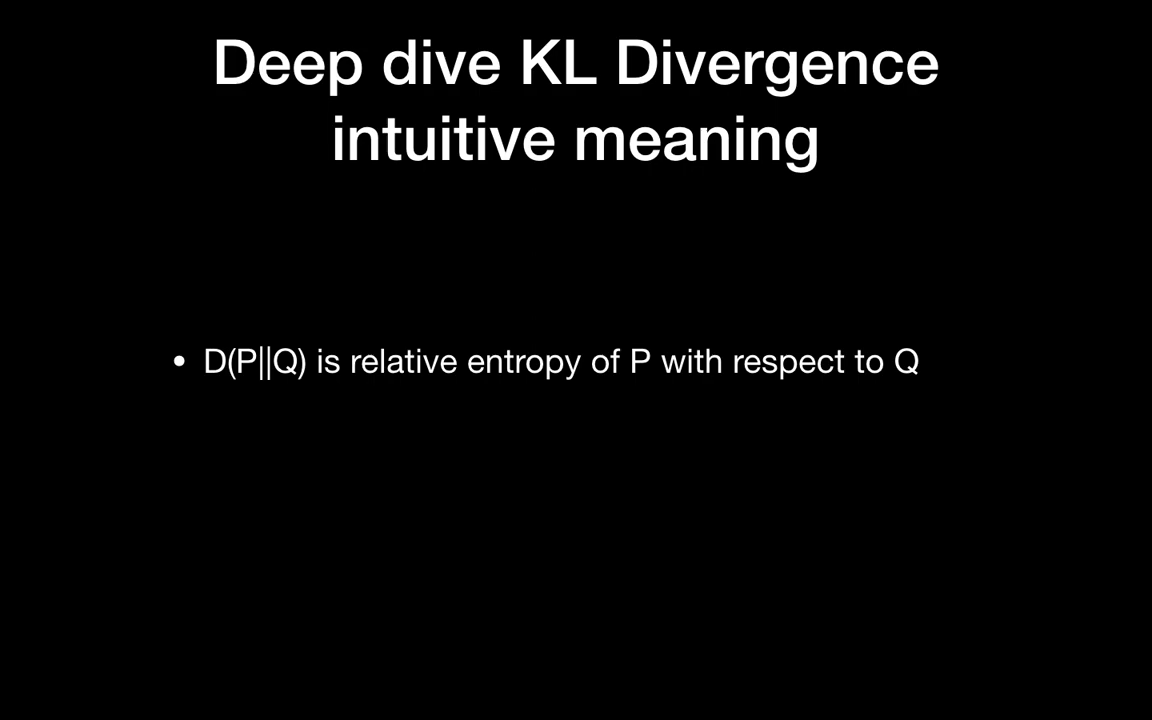 Deep dive KL Divergence
intuitive meaning
• D(P||Q) is relative entropy of P with respect to Q